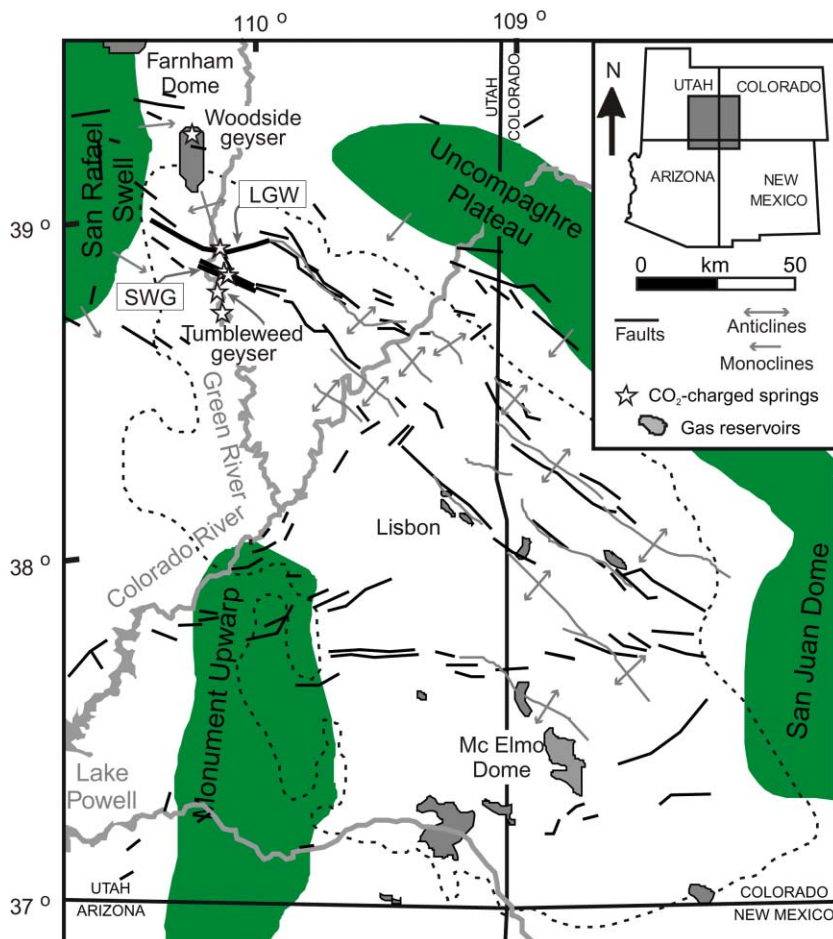 110 o
109 o
Farnham
Dome
Woodside
geyser
San Rafael
Swell
LGW
39 o
SWG
Tumbleweed
geyser
UTAH
COLORADO
Uncompaghre
Plateau
N
UTAH
COLORADO
ARIZONA
NEW
MEXICO
0 km 50
Faults
Anticlines
Monoclines
CO2-charged springs
Gas reservoirs
Green River
Colorado River
Lisbon
38 o
Monument Upwarp
San Juan Dome
Mc Elmo
Dome
Lake
Powell
37 o
UTAH
ARIZONA
COLORADO
NEW MEXICO